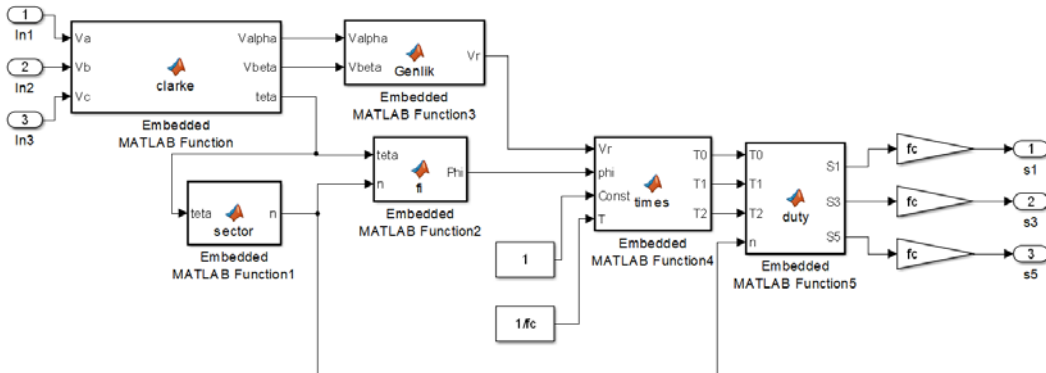 1
In1
2
In2
3
In3
Va
Vb
Vc
clarke
Valpha
Vbeta
teta
Embedded
MATLAB Function
Valpha
Vbeta
Genlik
Vr
Embedded
MATLAB Function3
teta
sector
n
Embedded
MATLAB Function1
teta
n
fi
Phi
Embedded
MATLAB Function2
1
1/fc
Vr
phi
Const
T
times
T0
T1
T2
Embedded
MATLAB Function4
T0
T1
T2
n
duty
S1
S3
S5
Embedded
MATLAB Function5
fc
fc
fc
1
s1
2
s3
3
s5